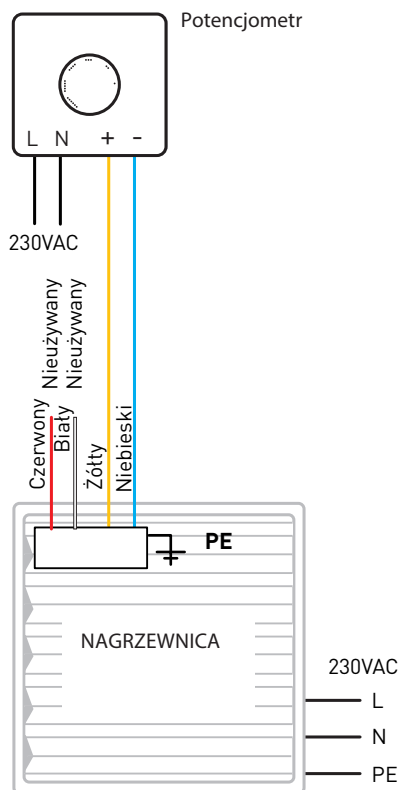 Potencjometr
L N + -
230VAC
Czerwony Nieużywany
Biały Nieużywany
Żółty
Niebieski
PE
NAGRZEWNICA
230VAC
L
N
PE